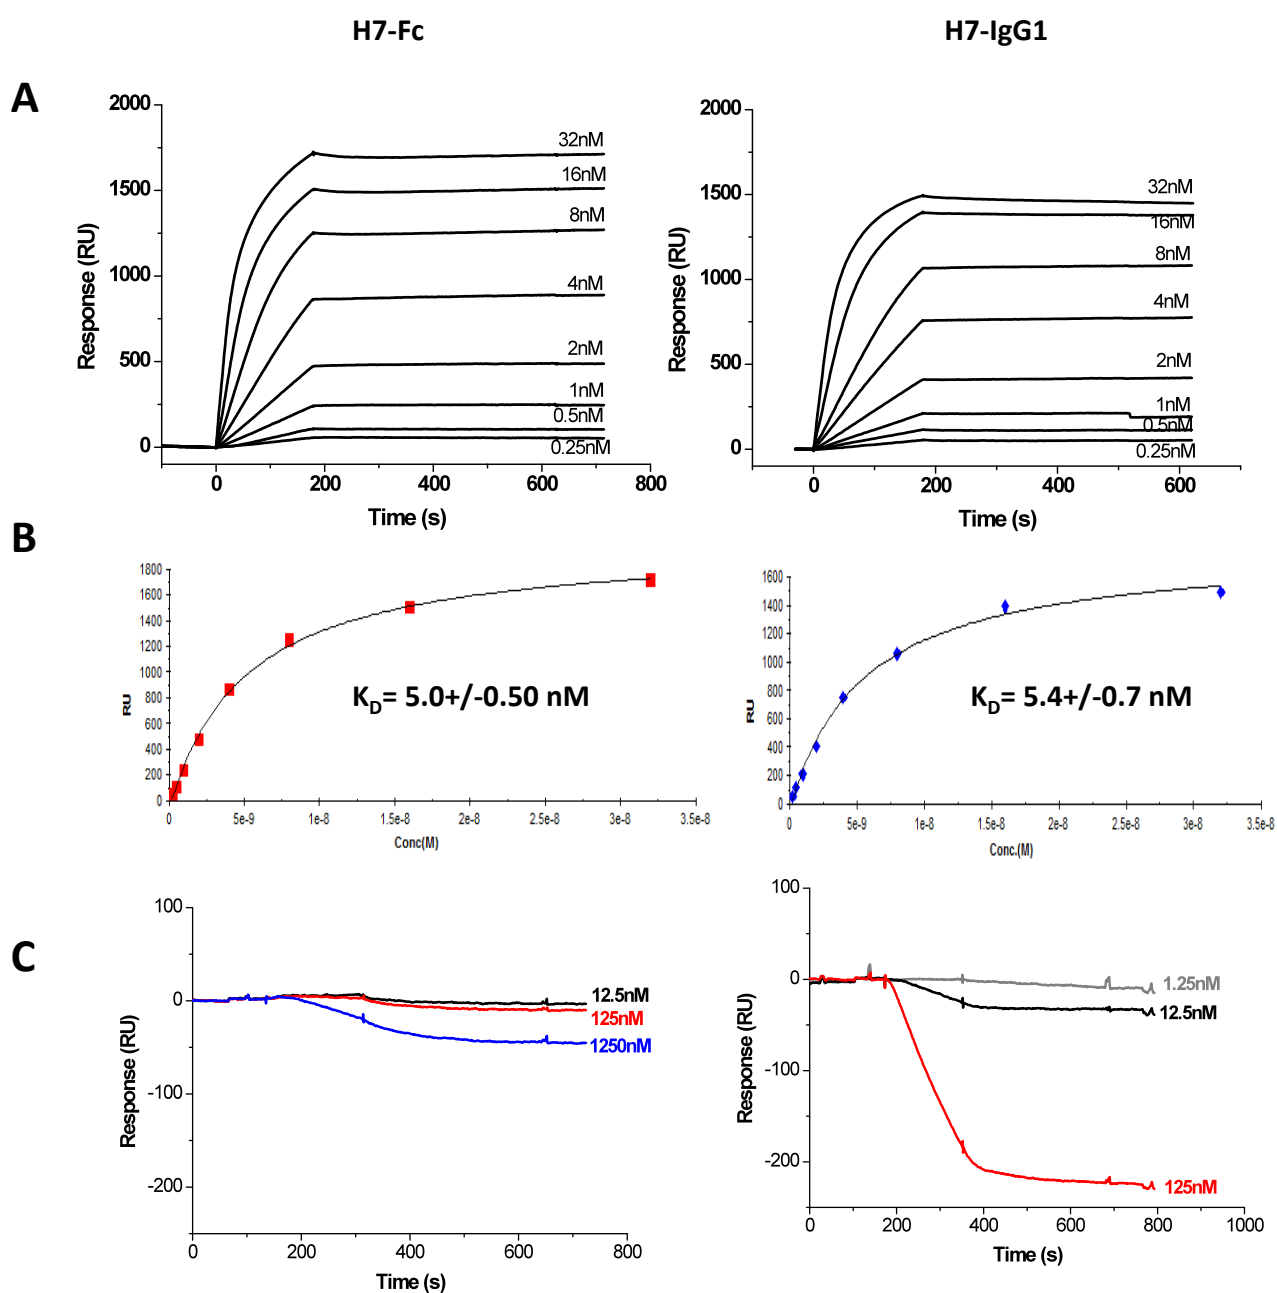 H7-Fc
H7-IgG1
A
2000
1500
1000
500
0
Response (RU)
32nM
16nM
8nM
4nM
2nM
1nM
0.5nM
0.25nM
0
200
400
600
800
Time (s)
2000
1500
1000
500
0
Response (RU)
32nM
16nM
8nM
4nM
2nM
1nM
0.5nM
0.25nM
0
200
400
600
Time (s)
B
1800
1600
1400
1200
1000
800
600
400
200
0
RU
KD= 5.0+/-0.50 nM
0
5e-9
1e-8
1.5e-8
2e-8
2.5e-8
3e-8
3.5e-8
Conc(M)
1600
1400
1200
1000
800
600
400
200
0
RU
KD= 5.4+/-0.7 nM
0
5e-9
1e-8
1.5e-8
2e-8
2.5e-8
3e-8
3.5e-8
Conc.(M)
C
100
0
-100
-200
Response (RU)
12.5nM
125nM
1250nM
0
200
400
600
800
Time (s)
100
0
-100
-200
Response (RU)
1.25nM
12.5nM
125nM
0
200
400
600
800
1000
Time (s)